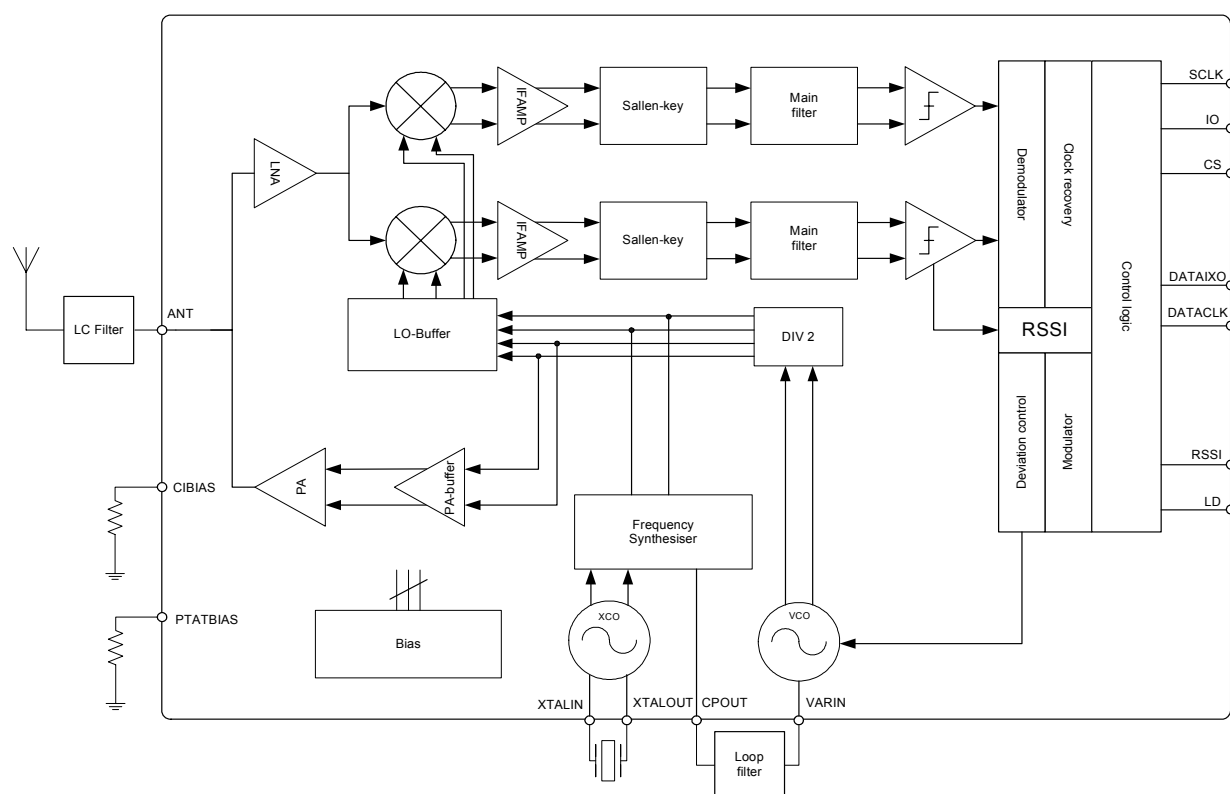 SCLK
IO
CS
DATAIXO
DATACLK
RSSI
LD
IFAMP
Sallen-key
Main
filter
LNA
IFAMP
Sallen-key
Main
filter
Demodulator
Clock recovery
Control logic
RSSI
Deviation control
Modulator
LC Filter
ANT
LO-Buffer
DIV 2
PA
PA-buffer
CIBIAS
PTATBIAS
Frequency
Synthesiser
Bias
XCO
VCO
XTALIN
XTALOUT
CPOUT
VARIN
Loop
filter